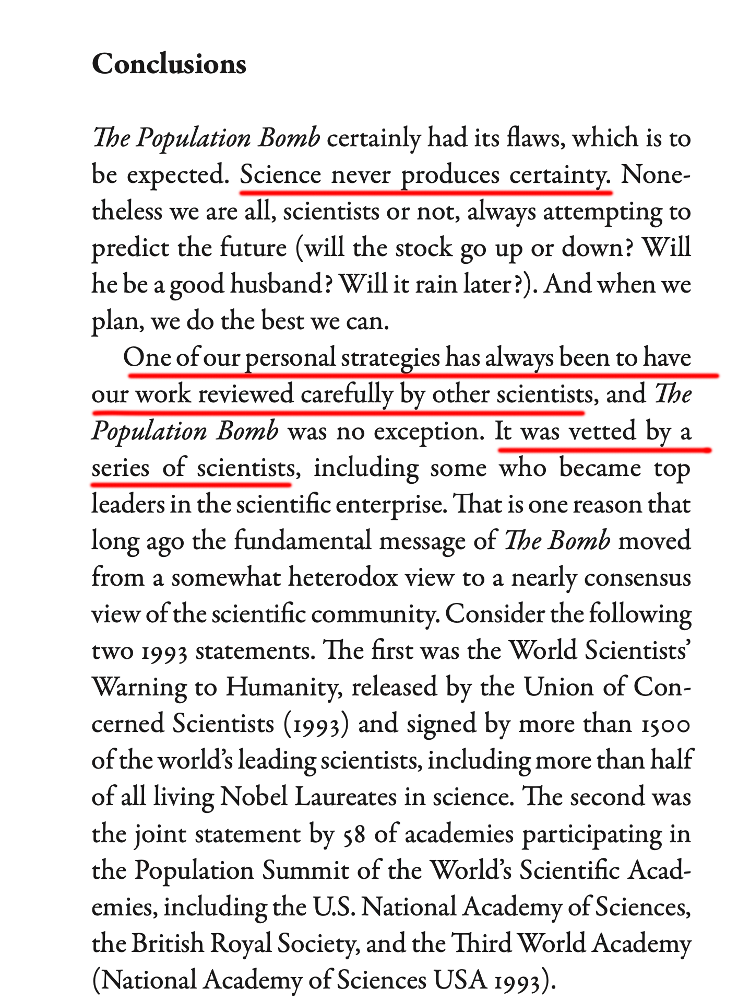 Conclusions
The Population Bomb certainly had its flaws, which is to
be expected. Science never produces certainty. None-
theless we are all, scientists or not, always attempting to
predict the future (will the stock go up or down? Will
he be a good husband? Will it rain later?). And when we
plan, we do the best we can.
One of our personal strategies has always been to have
our work reviewed carefully by other scientists, and The
Population Bomb was no exception. It was vetted by a
series of scientists, including some who became top
leaders in the scientific enterprise. That is one reason that
long ago the fundamental message of The Bomb moved
from a somewhat heterodox view to a nearly consensus
view of the scientific community. Consider the following
two 1993 statements. The first was the World Scientists’
Warning to Humanity, released by the Union of Con-
cerned Scientists (1993) and signed by more than 1500
of the world’s leading scientists, including more than half
of all living Nobel Laureates in science. The second was
the joint statement by 58 of academies participating in
the Population Summit of the World’s Scientific Acad-
emies, including the U.S. National Academy of Sciences,
the British Royal Society, and the Third World Academy
(National Academy of Sciences USA 1993).